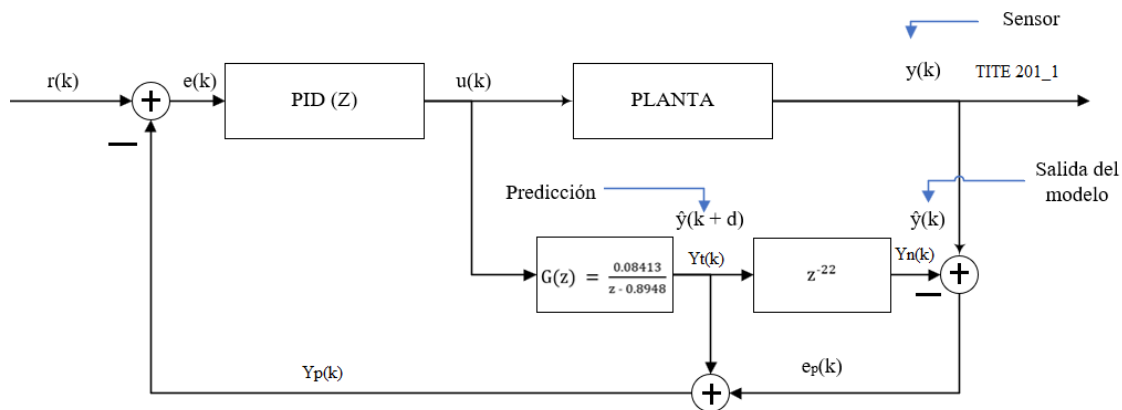 Sensor
r(k)
e(k)
PID (Z)
u(k)
PLANTA
y(k)
TITE 201_1
Predicción
Salida del
modelo
ŷ(k + d)
ŷ(k)
G(z) = 0.08413 / z - 0.8948
Yt(k)
z⁻²²
Yn(k)
Yp(k)
eₚ(k)